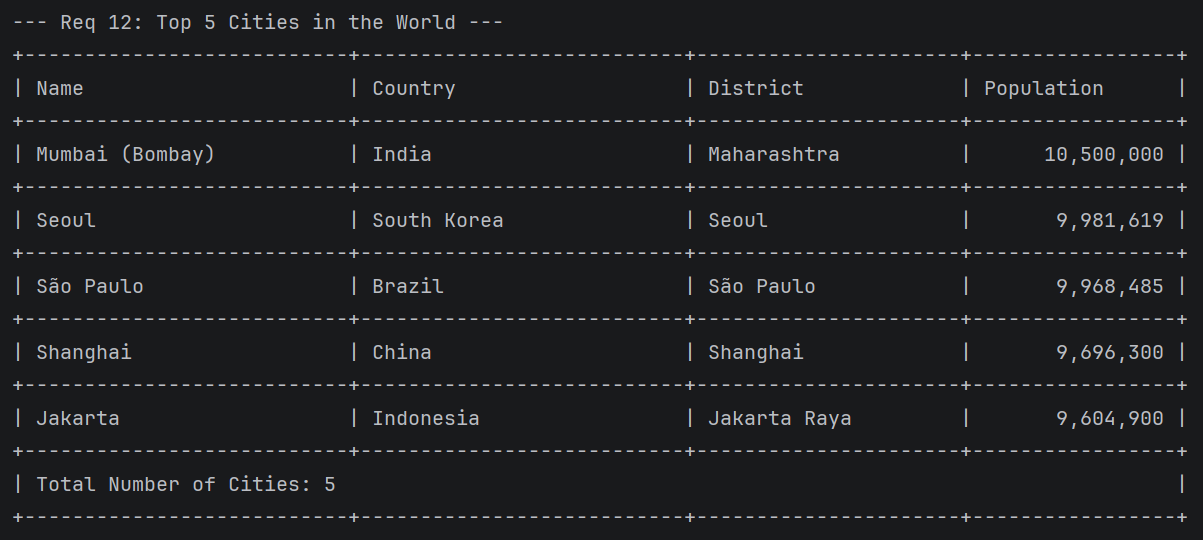 --- Req 12: Top 5 Cities in the World ---
+---------------------------+---------------------------+----------------------+-----------------+
| Name                      | Country                   | District             | Population      |
+---------------------------+---------------------------+----------------------+-----------------+
| Mumbai (Bombay)           | India                     | Maharashtra          |      10,500,000 |
+---------------------------+---------------------------+----------------------+-----------------+
| Seoul                     | South Korea               | Seoul                |       9,981,619 |
+---------------------------+---------------------------+----------------------+-----------------+
| São Paulo                 | Brazil                    | São Paulo            |       9,968,485 |
+---------------------------+---------------------------+----------------------+-----------------+
| Shanghai                  | China                     | Shanghai             |       9,696,300 |
+---------------------------+---------------------------+----------------------+-----------------+
| Jakarta                   | Indonesia                 | Jakarta Raya         |       9,604,900 |
+---------------------------+---------------------------+----------------------+-----------------+
| Total Number of Cities: 5                                                                      |
+---------------------------+---------------------------+----------------------+-----------------+